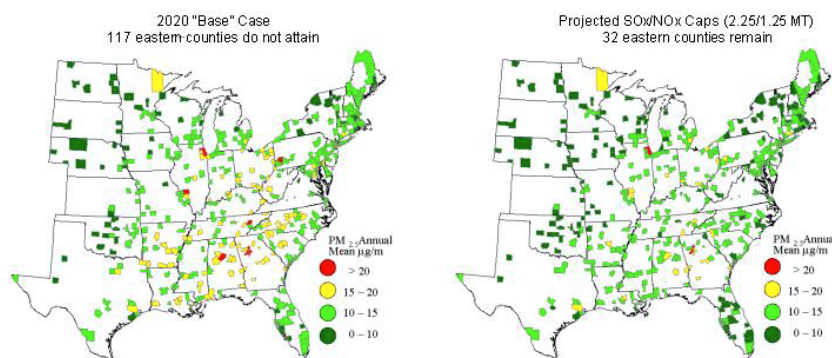 2020 "Base" Case
117 eastern counties do not attain
PM 2.5 Annual
Mean µg/m
> 20
15 – 20
10 – 15
0 – 10
Projected SOx/NOx Caps (2.25/1.25 MT)
32 eastern counties remain
PM 2.5 Annual
Mean µg/m
> 20
15 – 20
10 – 15
0 – 10